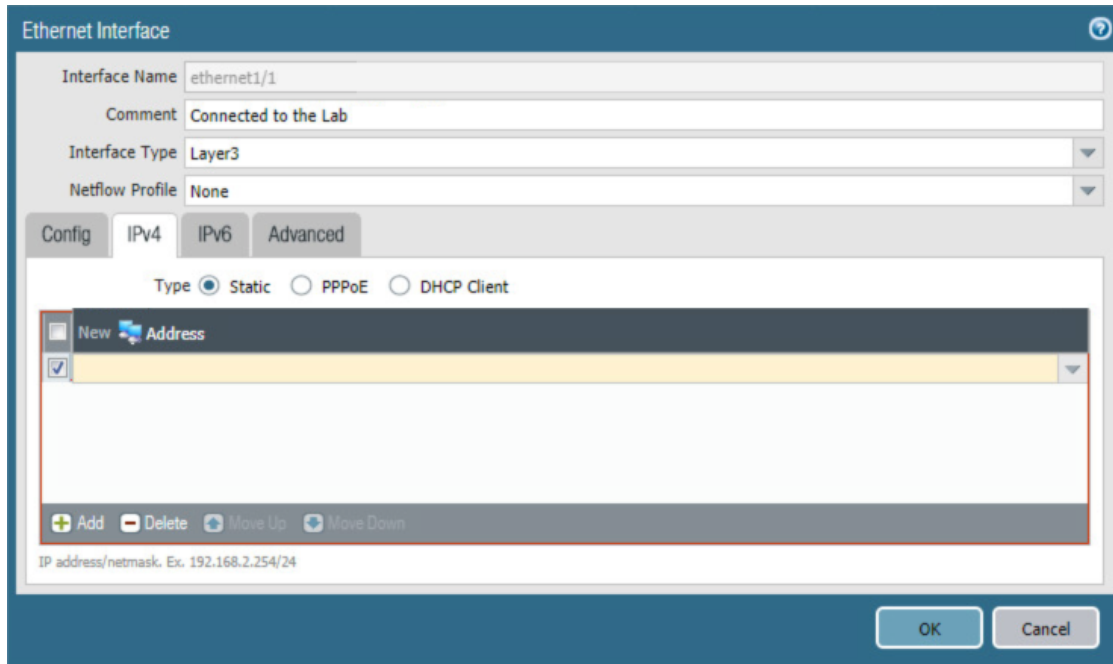 Ethernet Interface
Interface Name ethernet1/1
Comment Connected to the Lab
Interface Type Layer3
Netflow Profile None
Config IPv4 IPv6 Advanced
Type Static PPPoE DHCP Client
New Address
Add Delete Move Up Move Down
IP address/netmask. Ex. 192.168.2.254/24
OK Cancel